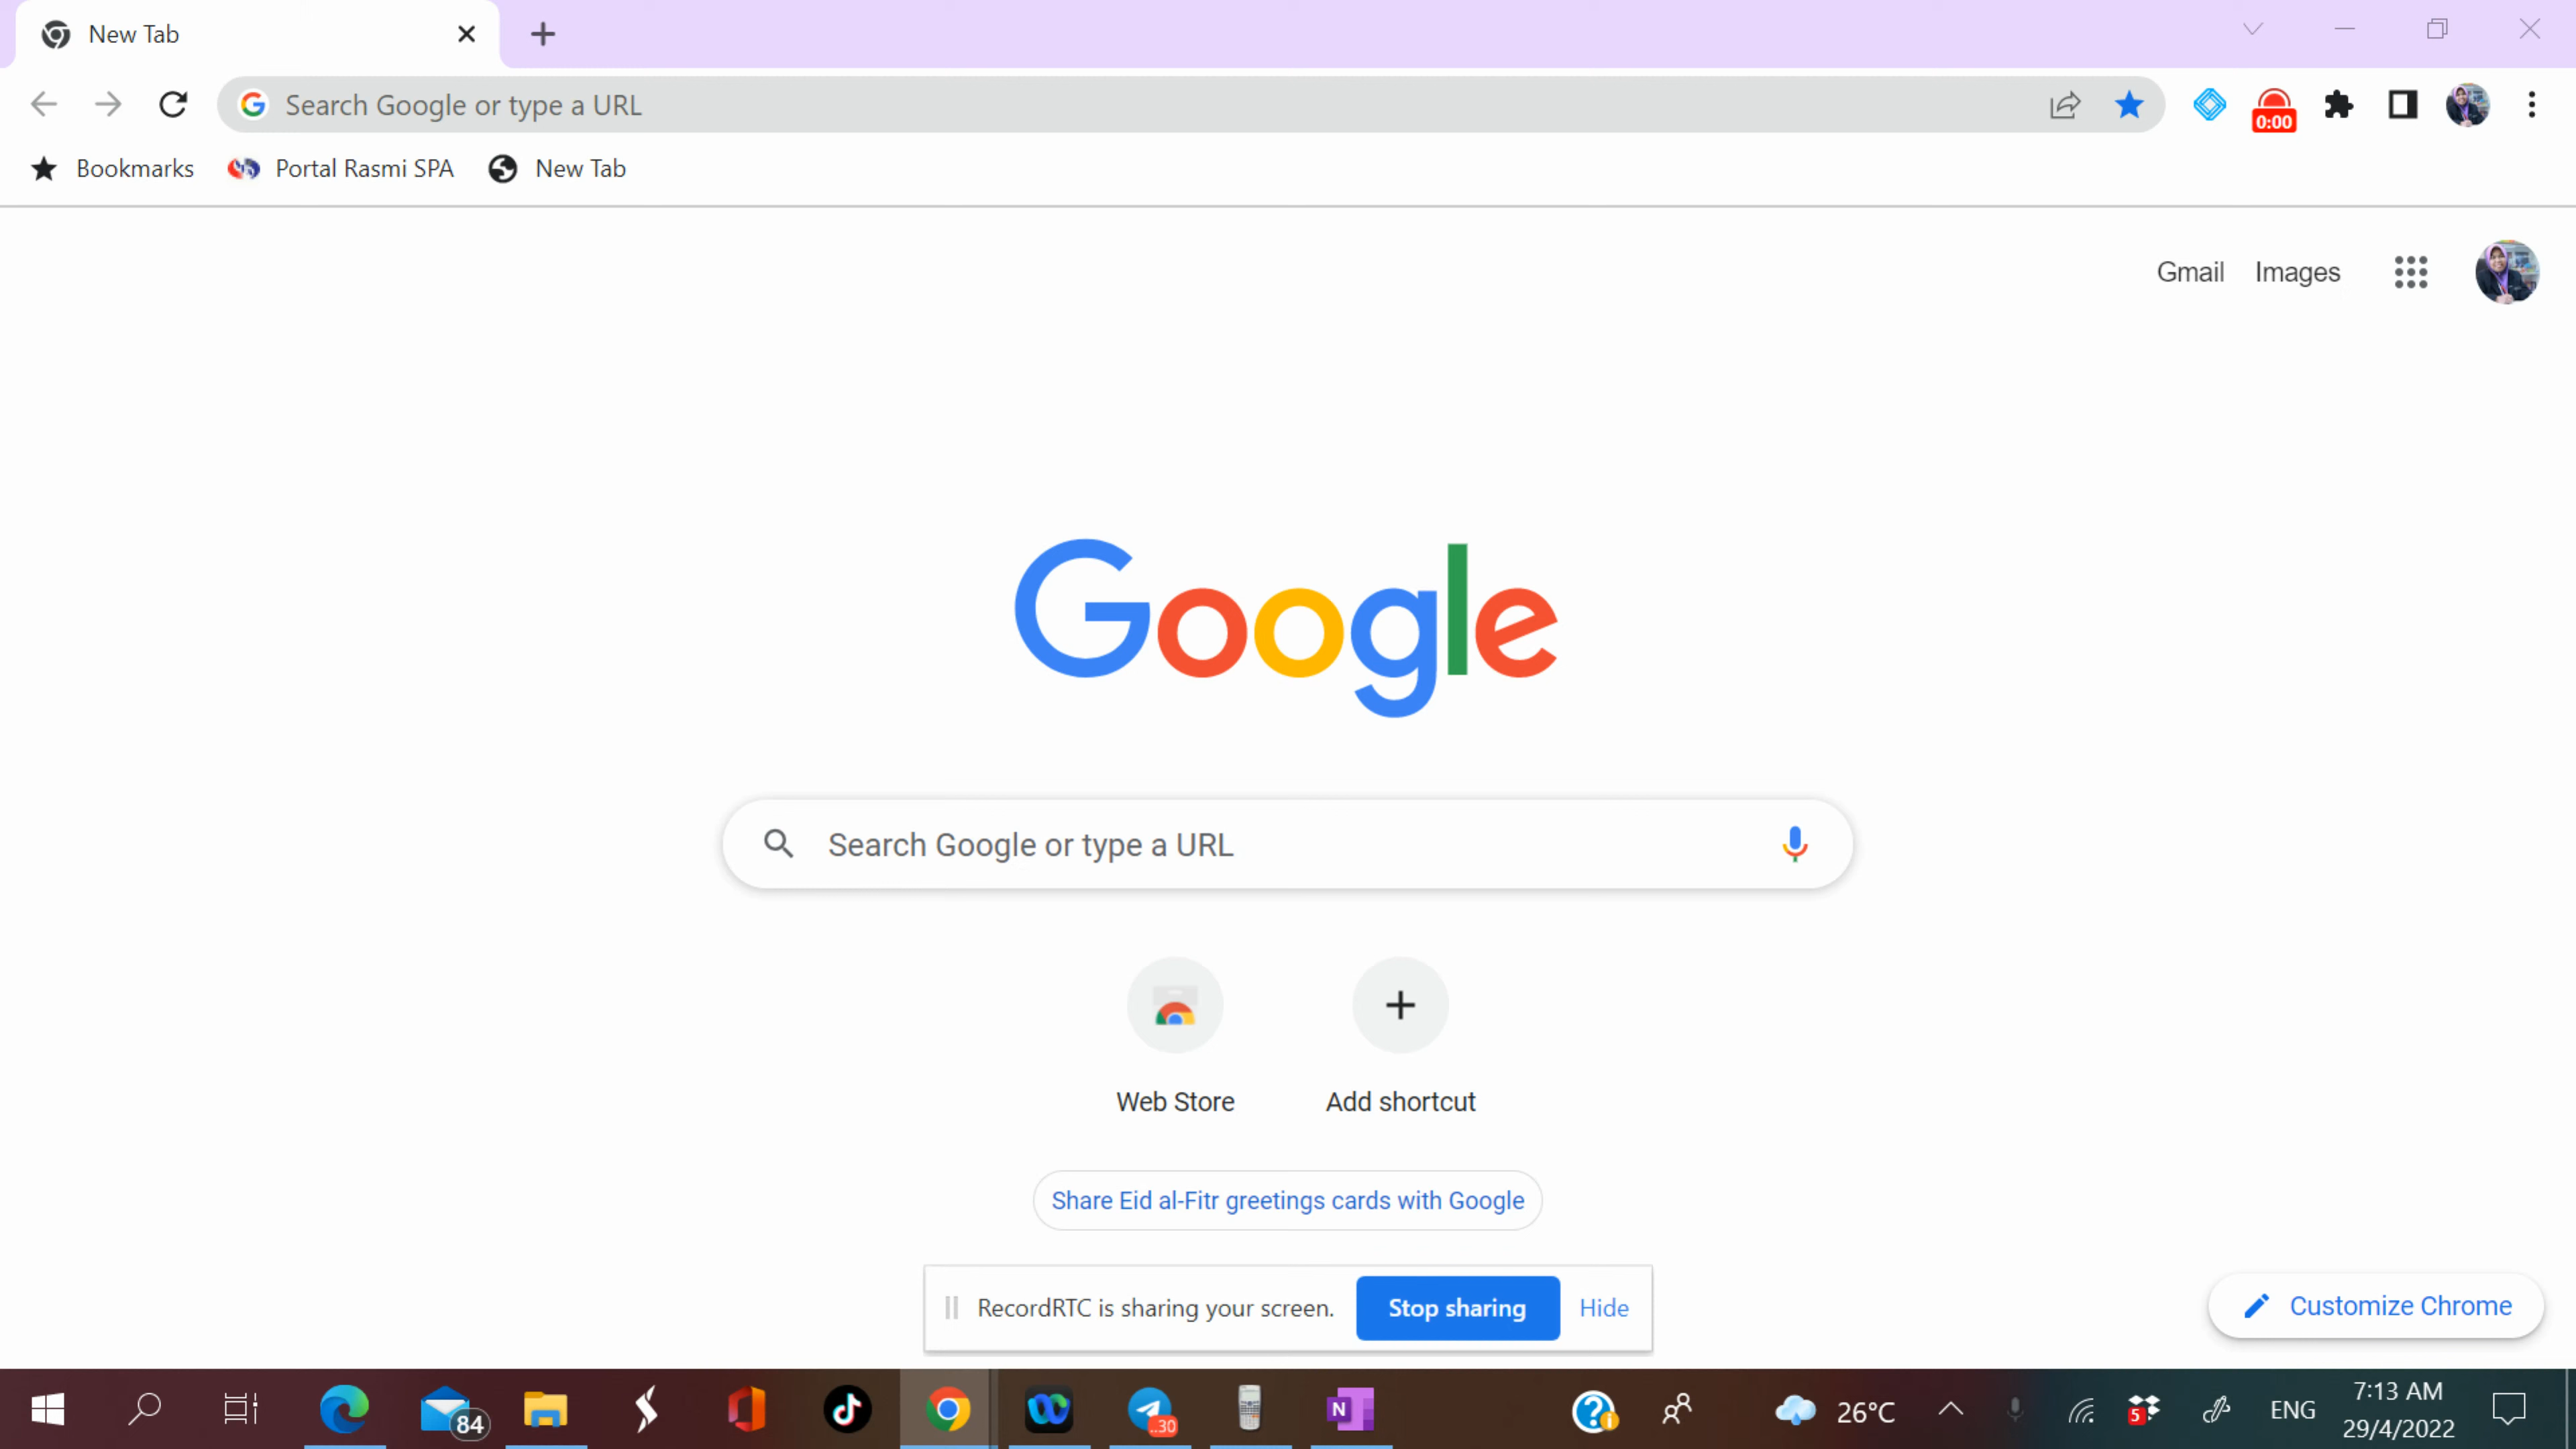 New Tab
Search Google or type a URL
0:00
Bookmarks
Portal Rasmi SPA
New Tab
Gmail
Images
Google
Search Google or type a URL
Web Store
Add shortcut
Share Eid al-Fitr greetings cards with Google
RecordRTC is sharing your screen.
Stop sharing
Hide
Customize Chrome
84
..30
N
26°C
5
ENG
7:13 AM
29/4/2022